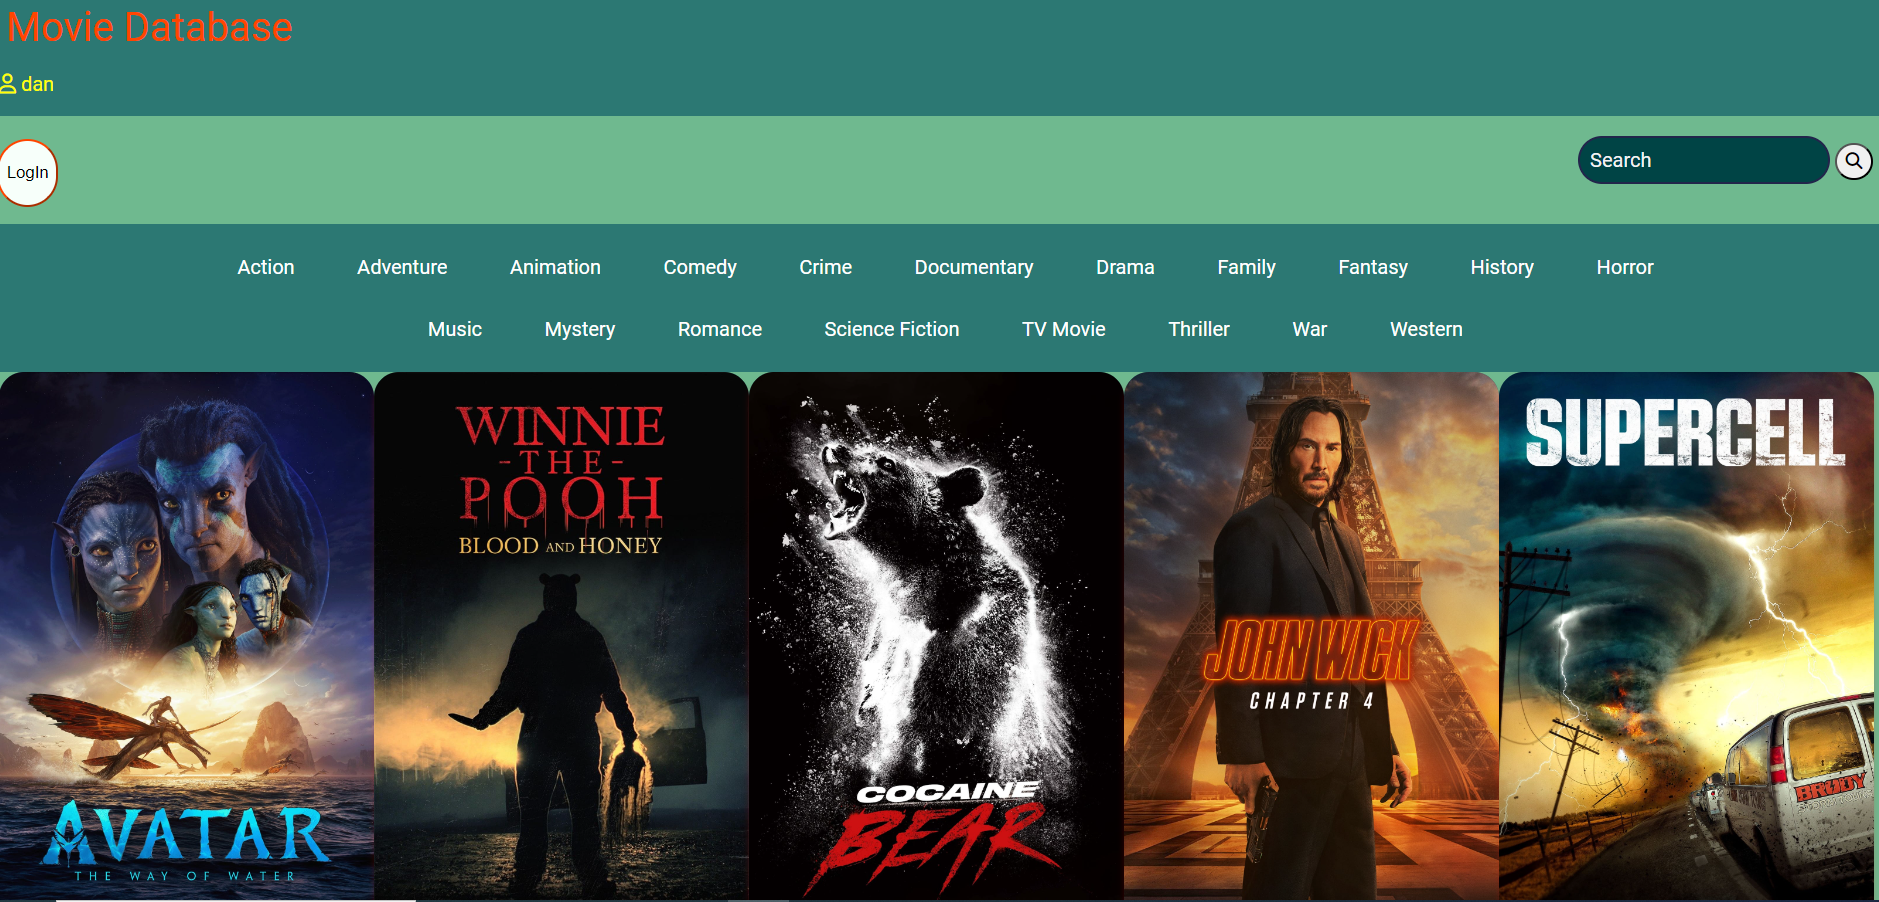 Movie Database
dan
LogIn
Search
Action Adventure Animation Comedy Crime Documentary Drama Family Fantasy History Horror
Music Mystery Romance Science Fiction TV Movie Thriller War Western
AVATAR
THE WAY OF WATER
WINNIE
-THE-
POOH
BLOOD AND HONEY
COCAINE
BEAR
JOHN WICK
CHAPTER 4
SUPERCELL
BRODY